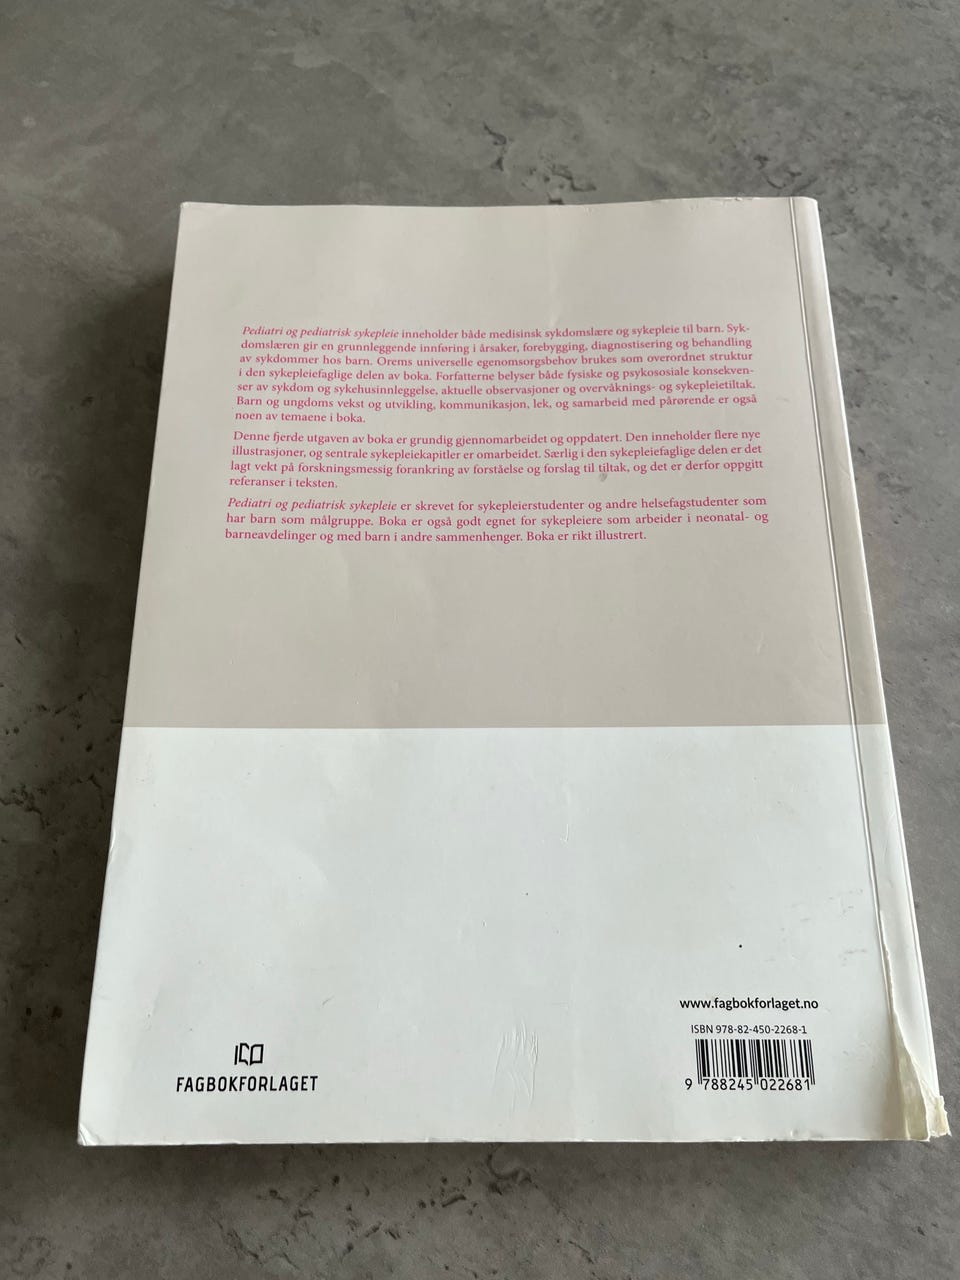 Pediatri og pediatrisk sykepleie inneholder både medisinsk sykdomslære og sykepleie til barn. Syk-
domslæren gir en grunnleggende innføring i årsaker, forebygging, diagnostisering og behandling
av sykdommer hos barn. Orems universelle egenomsorgsbehov brukes som overordnet struktur
i den sykepleiefaglige delen av boka. Forfatterne belyser både fysiske og psykososiale konsekven-
ser av sykdom og sykehusinnleggelse, aktuelle observasjoner og overvåknings- og sykepleietiltak.
Barn og ungdoms vekst og utvikling, kommunikasjon, lek, og samarbeid med pårørende er også
noen av temaene i boka.
Denne fjerde utgaven av boka er grundig gjennomarbeidet og oppdatert. Den inneholder flere nye
illustrasjoner, og sentrale sykepleiekapitler er omarbeidet. Særlig i den sykepleiefaglige delen er det
lagt vekt på forskningsmessig forankring av forståelse og forslag til tiltak, og det er derfor oppgitt
referanser i teksten.
Pediatri og pediatrisk sykepleie er skrevet for sykepleierstudenter og andre helsefagstudenter som
har barn som målgruppe. Boka er også godt egnet for sykepleiere som arbeider i neonatal- og
barneavdelinger og med barn i andre sammenhenger. Boka er rikt illustrert.
www.fagbokforlaget.no
ISBN 978-82-450-2268-1
9 788245 022681
FAGBOKFORLAGET